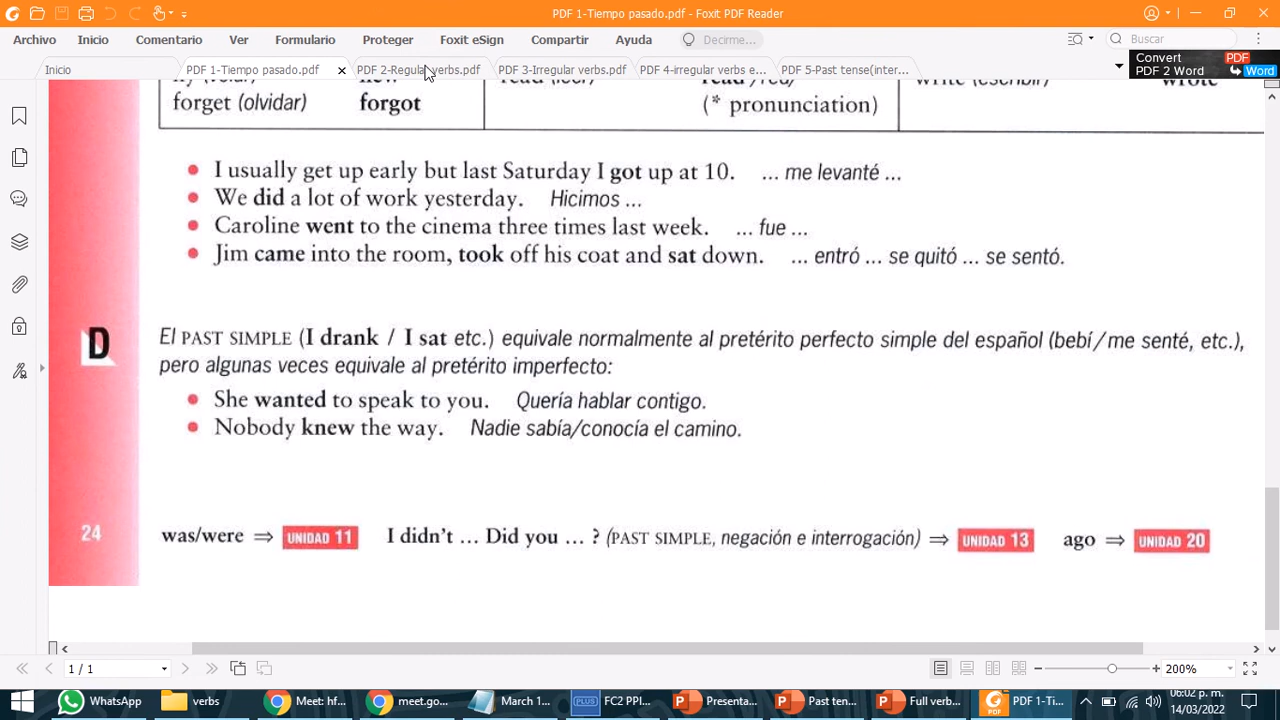 PDF 1-Tiempo pasado.pdf - Foxit PDF Reader
Archivo Inicio Comentario Ver Formulario Proteger Foxit eSign Compartir Ayuda Decirme... Buscar
Inicio PDF 1-Tiempo pasado.pdf PDF 2-Regular verbs.pdf PDF 3-Irregular verbs.pdf PDF 4-irregular verbs e... PDF 5-Past tense(inter...
Convert PDF
PDF 2 Word Word
forget (olvidar) forgot (* pronunciation)
• I usually get up early but last Saturday I got up at 10. ... me levanté ...
• We did a lot of work yesterday. Hicimos ...
• Caroline went to the cinema three times last week. ... fue ...
• Jim came into the room, took off his coat and sat down. ... entró ... se quitó ... se sentó.
D El PAST SIMPLE (I drank / I sat etc.) equivale normalmente al pretérito perfecto simple del español (bebí/me senté, etc.),
pero algunas veces equivale al pretérito imperfecto:
• She wanted to speak to you. Quería hablar contigo.
• Nobody knew the way. Nadie sabía/conocía el camino.
24 was/were ⇒ UNIDAD 11 I didn't ... Did you ... ? (PAST SIMPLE, negación e interrogación) ⇒ UNIDAD 13 ago ⇒ UNIDAD 20
1 / 1 200%
WhatsApp verbs Meet: hf... meet.go... March 1... PLUS FC2 PPI... Presenta... Past ten... Full verb... PDF 1-Ti... 06:02 p. m.
14/03/2022